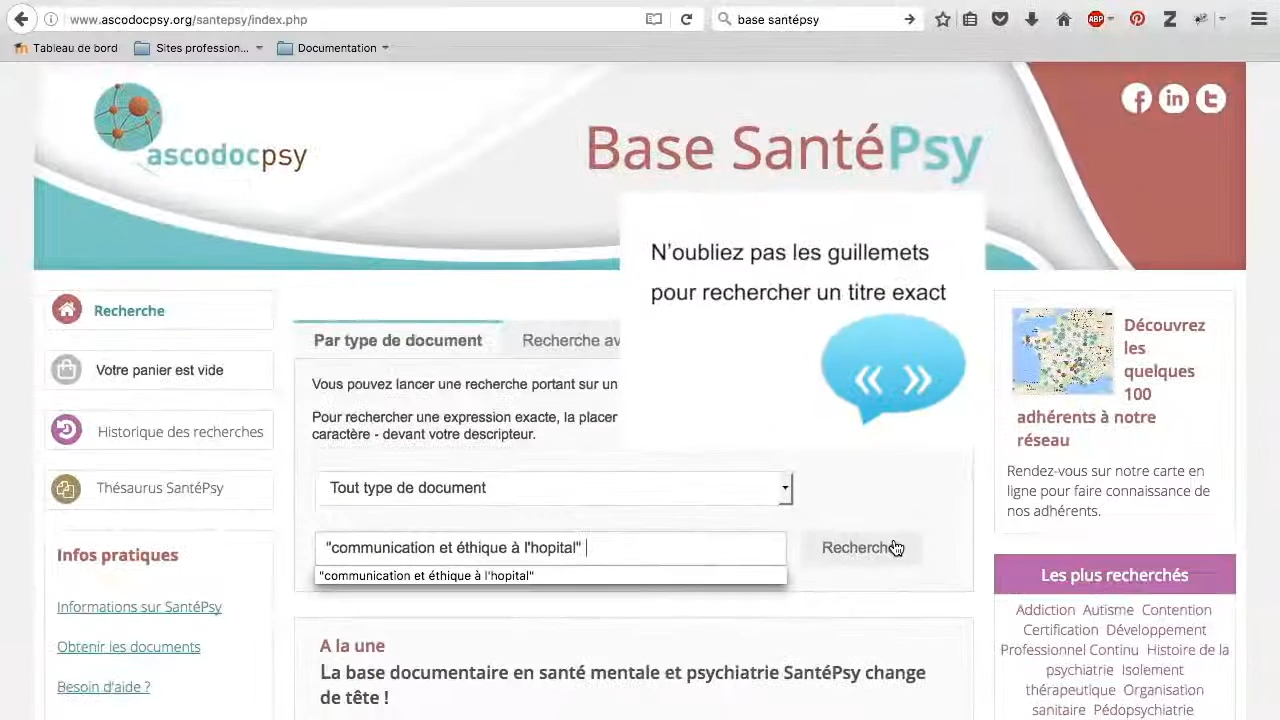 www.ascodocpsy.org/santepsy/index.php
base santépsy
ABP
Tableau de bord
Sites profession...
Documentation
ascodocpsy
Base SantéPsy
N'oubliez pas les guillemets
pour rechercher un titre exact
« »
Recherche
Votre panier est vide
Historique des recherches
Thésaurus SantéPsy
Infos pratiques
Informations sur SantéPsy
Obtenir les documents
Besoin d'aide ?
Par type de document
Recherche av
Vous pouvez lancer une recherche portant sur un
Pour rechercher une expression exacte, la placer
caractère - devant votre descripteur.
Tout type de document
"communication et éthique à l'hopital"
Recherche
"communication et éthique à l'hopital"
A la une
La base documentaire en santé mentale et psychiatrie SantéPsy change
de tête !
Découvrez
les
quelques
100
adhérents à notre
réseau
Rendez-vous sur notre carte en
ligne pour faire connaissance de
nos adhérents.
Les plus recherchés
Addiction Autisme Contention
Certification Développement
Professionnel Continu Histoire de la
psychiatrie Isolement
thérapeutique Organisation
sanitaire Pédopsychiatrie